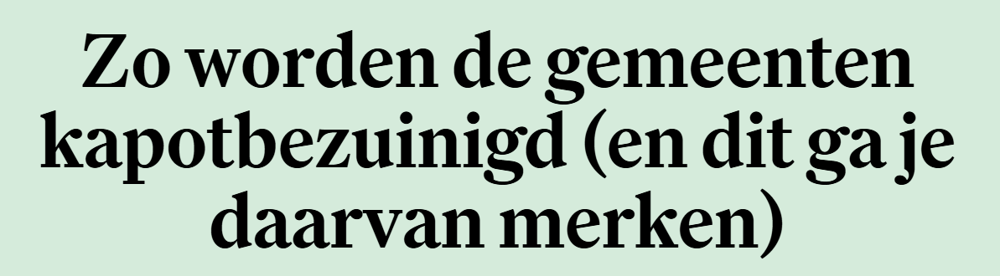 Zo worden de gemeenten
kapotbezuinigd (en dit ga je
daarvan merken)